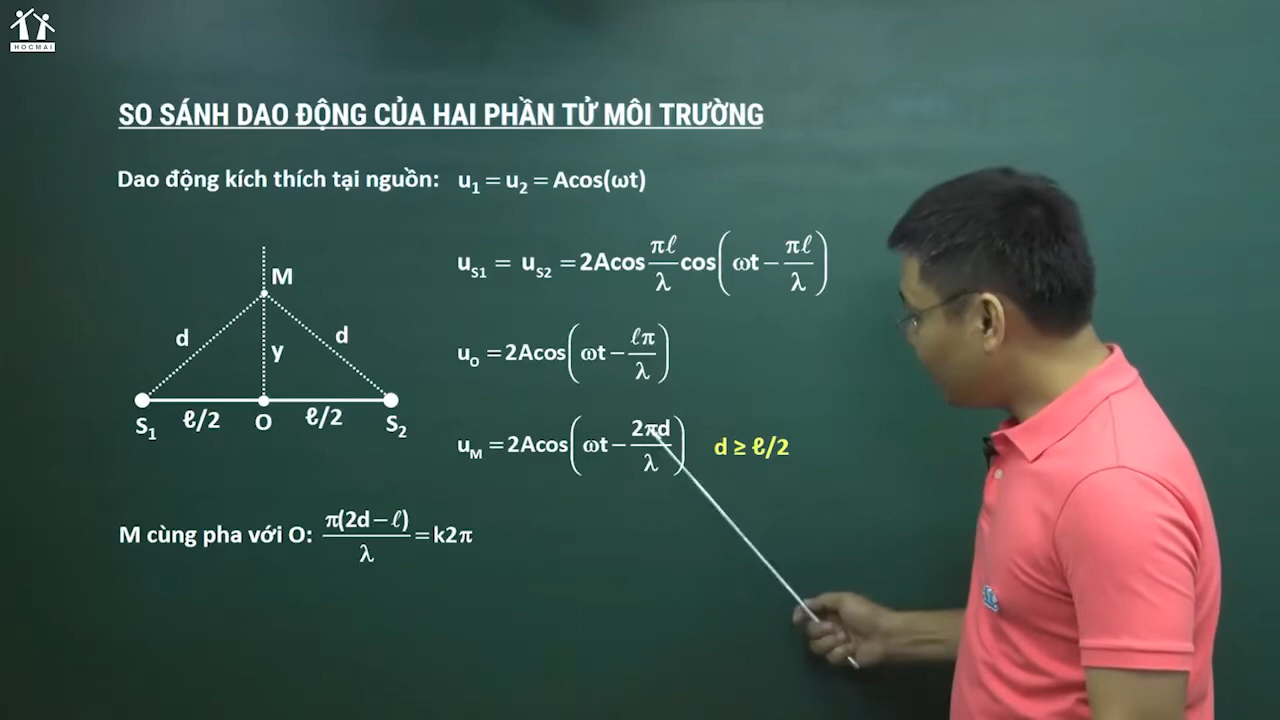 HOCMAI
SO SÁNH DAO ĐỘNG CỦA HAI PHẦN TỬ MÔI TRƯỜNG
Dao động kích thích tại nguồn: u₁ = u₂ = Acos(ωt)
u_S1 = u_S2 = 2Acos πℓ/λ cos(ωt − πℓ/λ)
M
d
d
y
u_O = 2Acos(ωt − ℓπ/λ)
S₁
ℓ/2
O
ℓ/2
S₂
u_M = 2Acos(ωt − 2πd/λ) d ≥ ℓ/2
M cùng pha với O: π(2d − ℓ)/λ = k2π